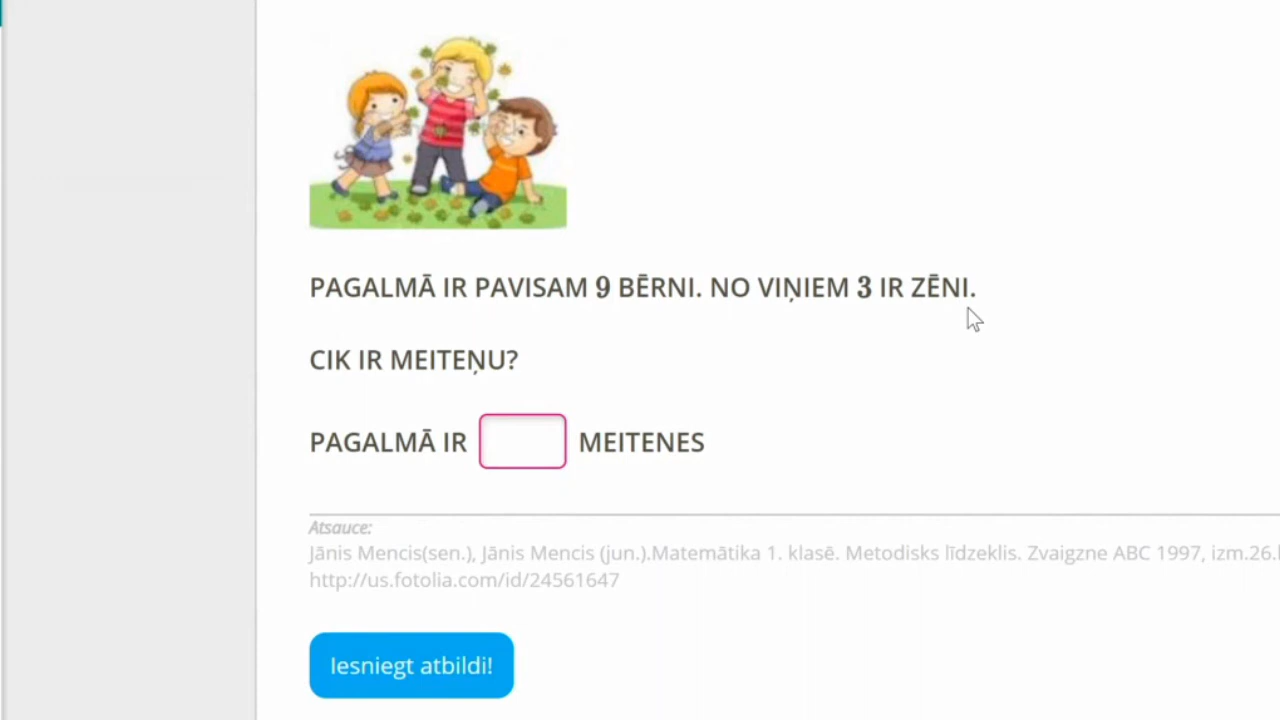 PAGALMĀ IR PAVISAM 9 BĒRNI. NO VIŅIEM 3 IR ZĒNI.
CIK IR MEITEŅU?
PAGALMĀ IR MEITENES
Atsauce:
Jānis Mencis(sen.), Jānis Mencis (jun.).Matemātika 1. klasē. Metodisks līdzeklis. Zvaigzne ABC 1997, izm.26.
http://us.fotolia.com/id/24561647
Iesniegt atbildi!